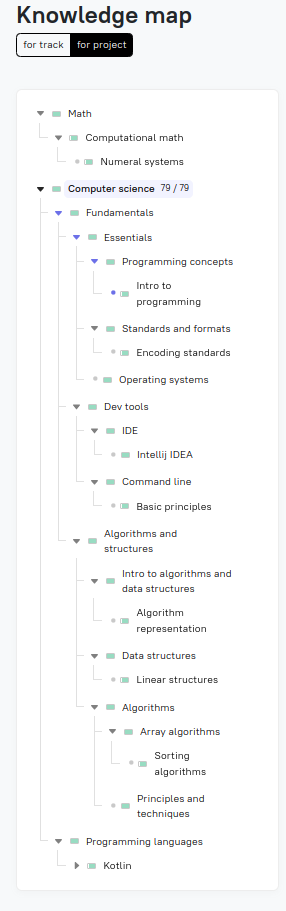 Knowledge map
for track for project
Math
Computational math
Numeral systems
Computer science 79 / 79
Fundamentals
Essentials
Programming concepts
Intro to
programming
Standards and formats
Encoding standards
Operating systems
Dev tools
IDE
Intellij IDEA
Command line
Basic principles
Algorithms and
structures
Intro to algorithms and
data structures
Algorithm
representation
Data structures
Linear structures
Algorithms
Array algorithms
Sorting
algorithms
Principles and
techniques
Programming languages
Kotlin